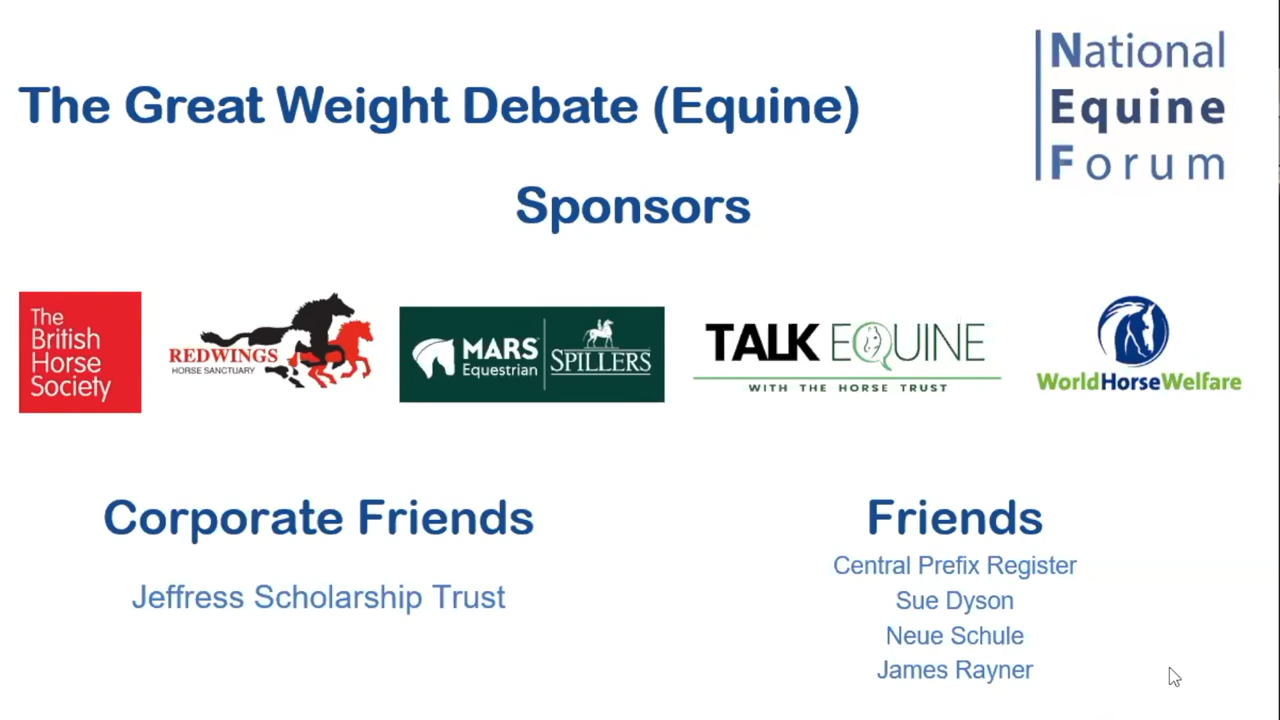 National
Equine
Forum
The Great Weight Debate (Equine)
Sponsors
The
British
Horse
Society
REDWINGS
HORSE SANCTUARY
MARS
Equestrian
SPILLERS
TALK EQUINE
WITH THE HORSE TRUST
WorldHorseWelfare
Corporate Friends
Jeffress Scholarship Trust
Friends
Central Prefix Register
Sue Dyson
Neue Schule
James Rayner